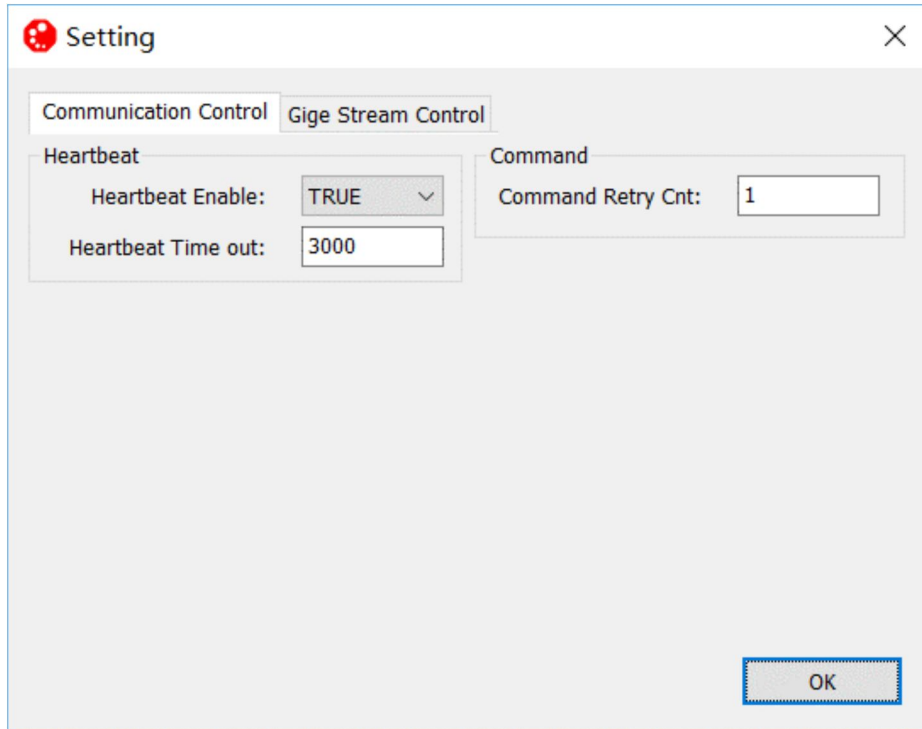 Setting
Communication Control
Gige Stream Control
Heartbeat
Heartbeat Enable:
TRUE
Heartbeat Time out:
3000
Command
Command Retry Cnt:
1
OK